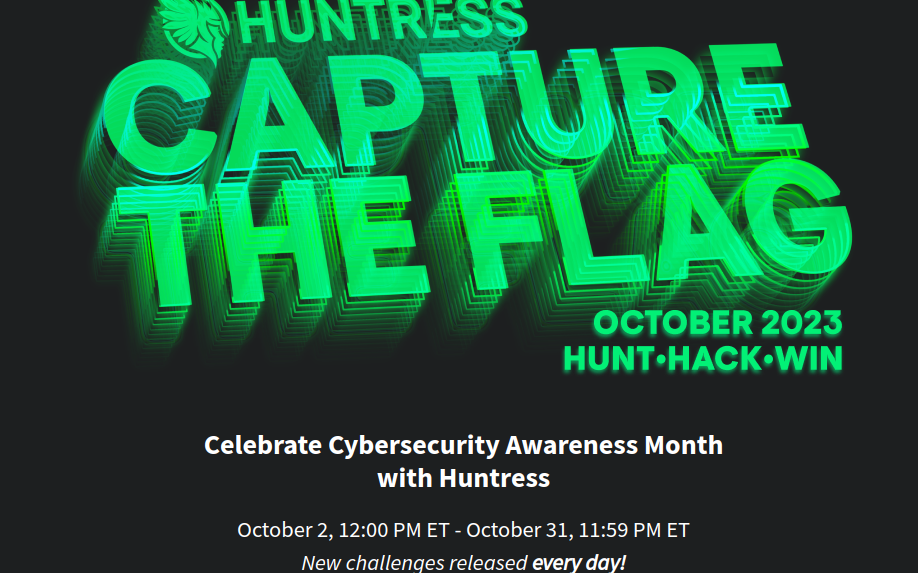 HUNTRESS
CAPTURE
THE FLAG
OCTOBER 2023
HUNT•HACK•WIN
Celebrate Cybersecurity Awareness Month
with Huntress
October 2, 12:00 PM ET - October 31, 11:59 PM ET
New challenges released every day!